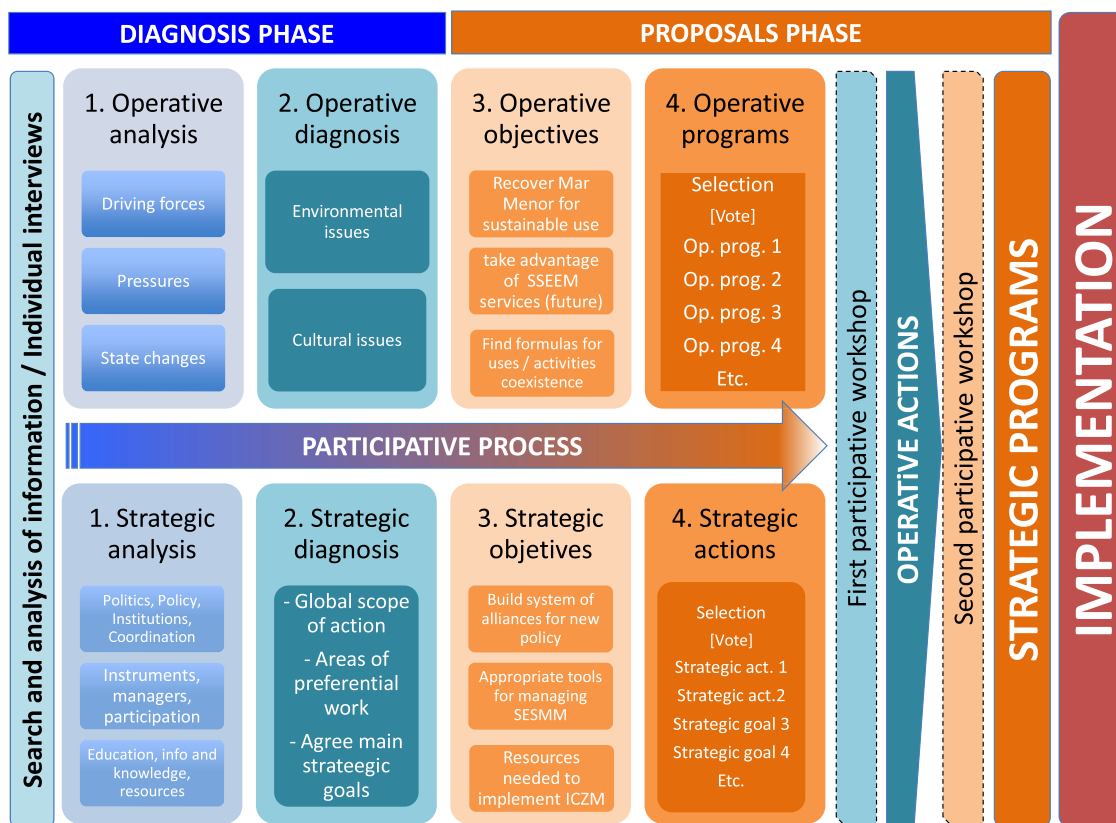 DIAGNOSIS PHASE
PROPOSALS PHASE
Search and analysis of information / Individual interviews
1. Operative
analysis
Driving forces
Pressures
State changes
2. Operative
diagnosis
Environmental
issues
Cultural issues
3. Operative
objectives
Recover Mar
Menor for
sustainable use
take advantage
of SSEEM
services (future)
Find formulas for
uses / activities
coexistence
4. Operative
programs
Selection
[Vote]
Op. prog. 1
Op. prog. 2
Op. prog. 3
Op. prog. 4
Etc.
PARTICIPATIVE PROCESS
1. Strategic
analysis
Politics, Policy,
Institutions,
Coordination
Instruments,
managers,
participation
Education, info and
knowledge,
resources
2. Strategic
diagnosis
- Global scope
of action
- Areas of
preferential
work
- Agree main
strateegic
goals
3. Strategic
objetives
Build system of
alliances for new
policy
Appropriate tools
for managing
SESMM
Resources
needed to
implement ICZM
4. Strategic
actions
Selection
[Vote]
Strategic act. 1
Strategic act.2
Strategic goal 3
Strategic goal 4
Etc.
First participative workshop
OPERATiVE ACTIONS
Second participative workshop
STRATEGIC PROGRAMS
IMPLEMENTATION